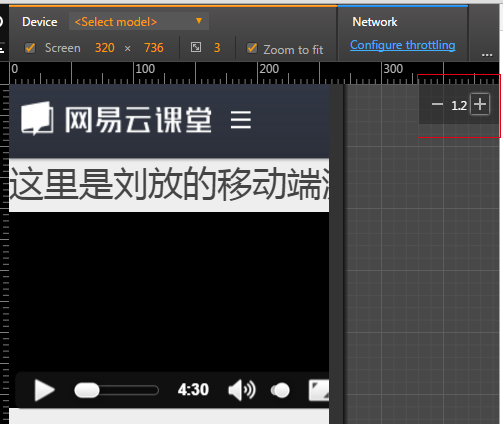 Device <Select model> Network
Screen 320 × 736 3 Zoom to fit Configure throttling
...
0 100 200 300
网易云课堂
1.2
这里是刘放的移动端
4:30